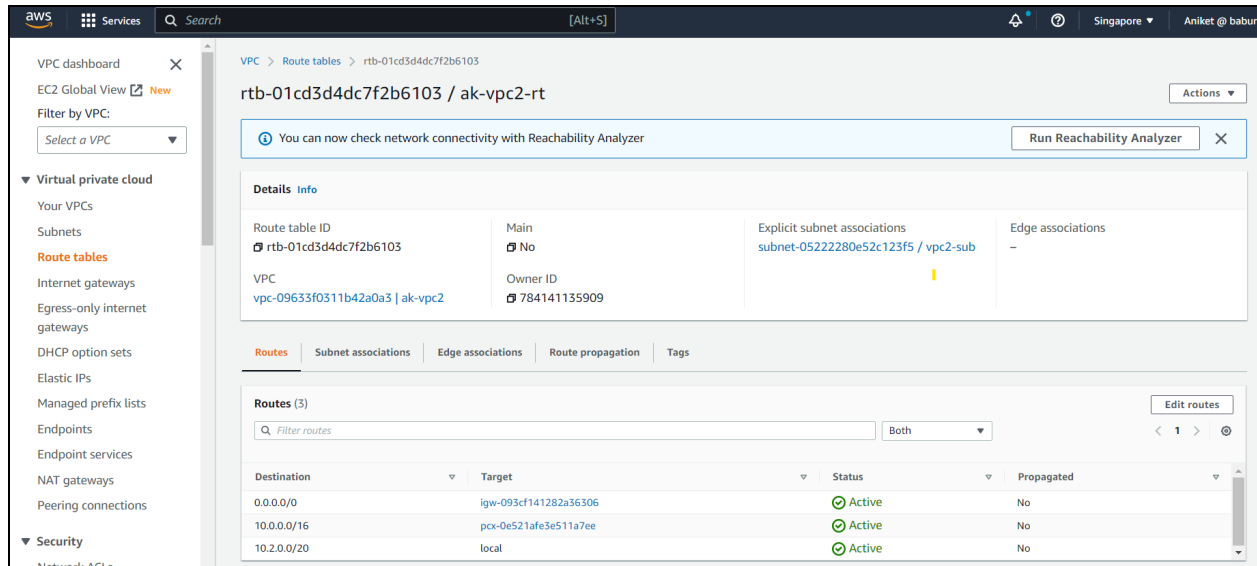 aws
Services
Search
[Alt+S]
Singapore ▼
Aniket @ babur
VPC dashboard
EC2 Global View New
Filter by VPC:
Select a VPC
Virtual private cloud
Your VPCs
Subnets
Route tables
Internet gateways
Egress-only internet
gateways
DHCP option sets
Elastic IPs
Managed prefix lists
Endpoints
Endpoint services
NAT gateways
Peering connections
Security
VPC > Route tables > rtb-01cd3d4dc7f2b6103
rtb-01cd3d4dc7f2b6103 / ak-vpc2-rt
Actions ▼
You can now check network connectivity with Reachability Analyzer
Run Reachability Analyzer
Details Info
Route table ID
rtb-01cd3d4dc7f2b6103
Main
No
Explicit subnet associations
subnet-05222280e52c123f5 / vpc2-sub
Edge associations
–
VPC
vpc-09633f0311b42a0a3 | ak-vpc2
Owner ID
784141135909
Routes
Subnet associations
Edge associations
Route propagation
Tags
Routes (3)
Edit routes
Filter routes
Both
< 1 >
Destination
Target
Status
Propagated
0.0.0.0/0
igw-093cf141282a36306
Active
No
10.0.0.0/16
pcx-0e521afe3e511a7ee
Active
No
10.2.0.0/20
local
Active
No